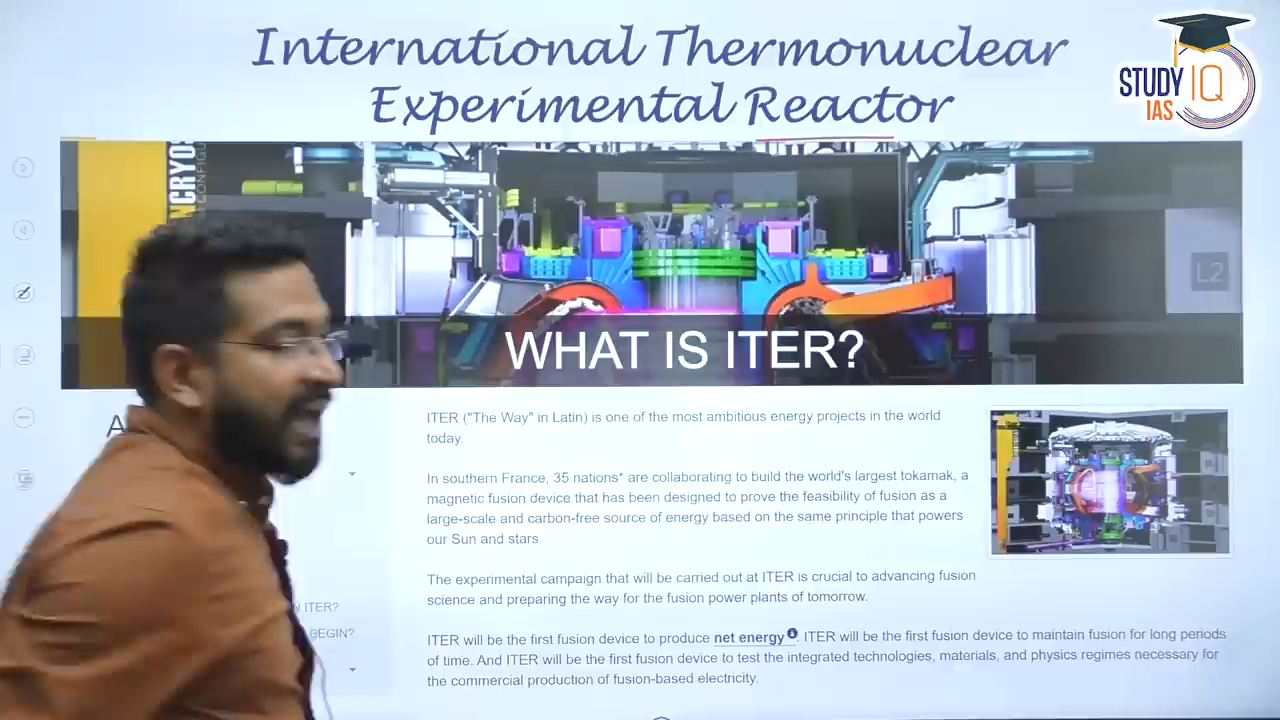 International Thermonuclear
Experimental Reactor
STUDY IQ
IAS
CRYO
CONFIGU
L2
WHAT IS ITER?
A
ITER ("The Way" in Latin) is one of the most ambitious energy projects in the world
today.
In southern France, 35 nations* are collaborating to build the world's largest tokamak, a
magnetic fusion device that has been designed to prove the feasibility of fusion as a
large-scale and carbon-free source of energy based on the same principle that powers
our Sun and stars.
The experimental campaign that will be carried out at ITER is crucial to advancing fusion
science and preparing the way for the fusion power plants of tomorrow.
ITER?
BEGIN?
ITER will be the first fusion device to produce net energy. ITER will be the first fusion device to maintain fusion for long periods
of time. And ITER will be the first fusion device to test the integrated technologies, materials, and physics regimes necessary for
the commercial production of fusion-based electricity.